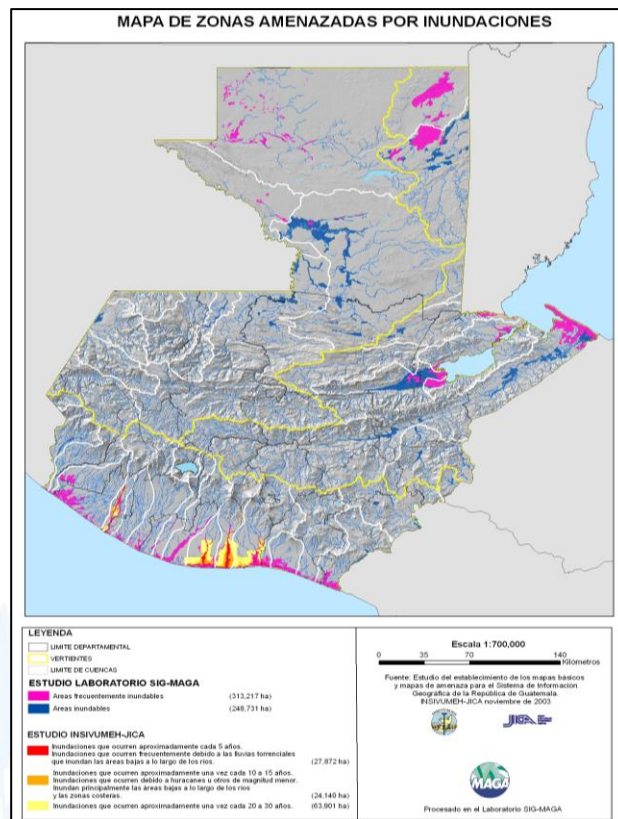 MAPA DE ZONAS AMENAZADAS POR INUNDACIONES
LEYENDA
LIMITE DEPARTAMENTAL
VERTIENTES
LIMITE DE CUENCAS
ESTUDIO LABORATORIO SIG-MAGA
Areas frecuentemente inundables (313,217 ha)
Areas inundables (248,731 ha)
ESTUDIO INSIVUMEH-JICA
Inundaciones que ocurren aproximadamente cada 5 años.
Inundaciones que ocurren frecuentemente debido a las lluvias torrenciales
que inundan las áreas bajas a lo largo de los ríos. (27,872 ha)
Inundaciones que ocurren aproximadamente una vez cada 10 a 15 años.
Inundaciones que ocurren debido a huracanes u otros de magnitud menor.
Inundan principalmente las áreas bajas a lo largo de los ríos
y las zonas costeras. (24,140 ha)
Inundaciones que ocurren aproximadamente una vez cada 20 a 30 años. (63,901 ha)
Escala 1:700,000
0 35 70 140
Kilometros
Fuente: Estudio del establecimiento de los mapas básicos
y mapas de amenaza para el Sistema de Información
Geográfica de la República de Guatemala.
INSIVUMEH-JICA noviembre de 2003
JICA
MAGA
Procesado en el Laboratorio SIG-MAGA